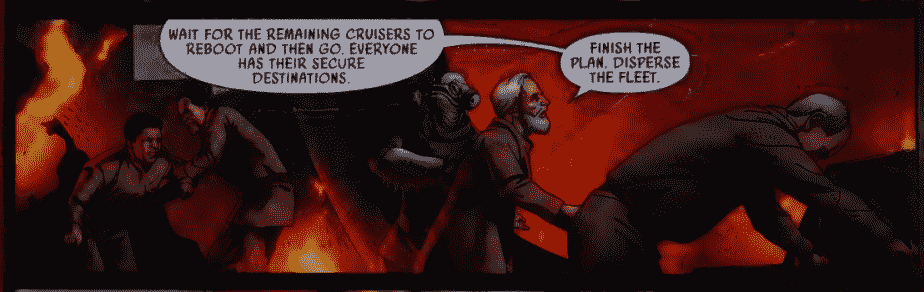 WAIT FOR THE REMAINING CRUISERS TO
REBOOT AND THEN GO. EVERYONE
HAS THEIR SECURE
DESTINATIONS.
FINISH THE
PLAN. DISPERSE
THE FLEET.